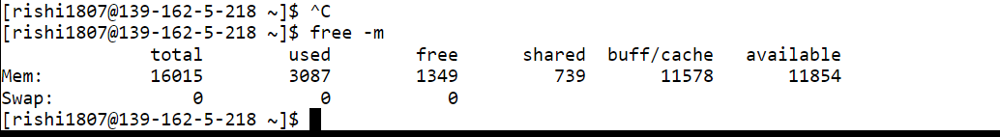 [rishi1807@139-162-5-218 ~]$ ^C
[rishi1807@139-162-5-218 ~]$ free -m
              total        used        free      shared  buff/cache   available
Mem:          16015        3087        1349         739       11578       11854
Swap:             0           0           0
[rishi1807@139-162-5-218 ~]$